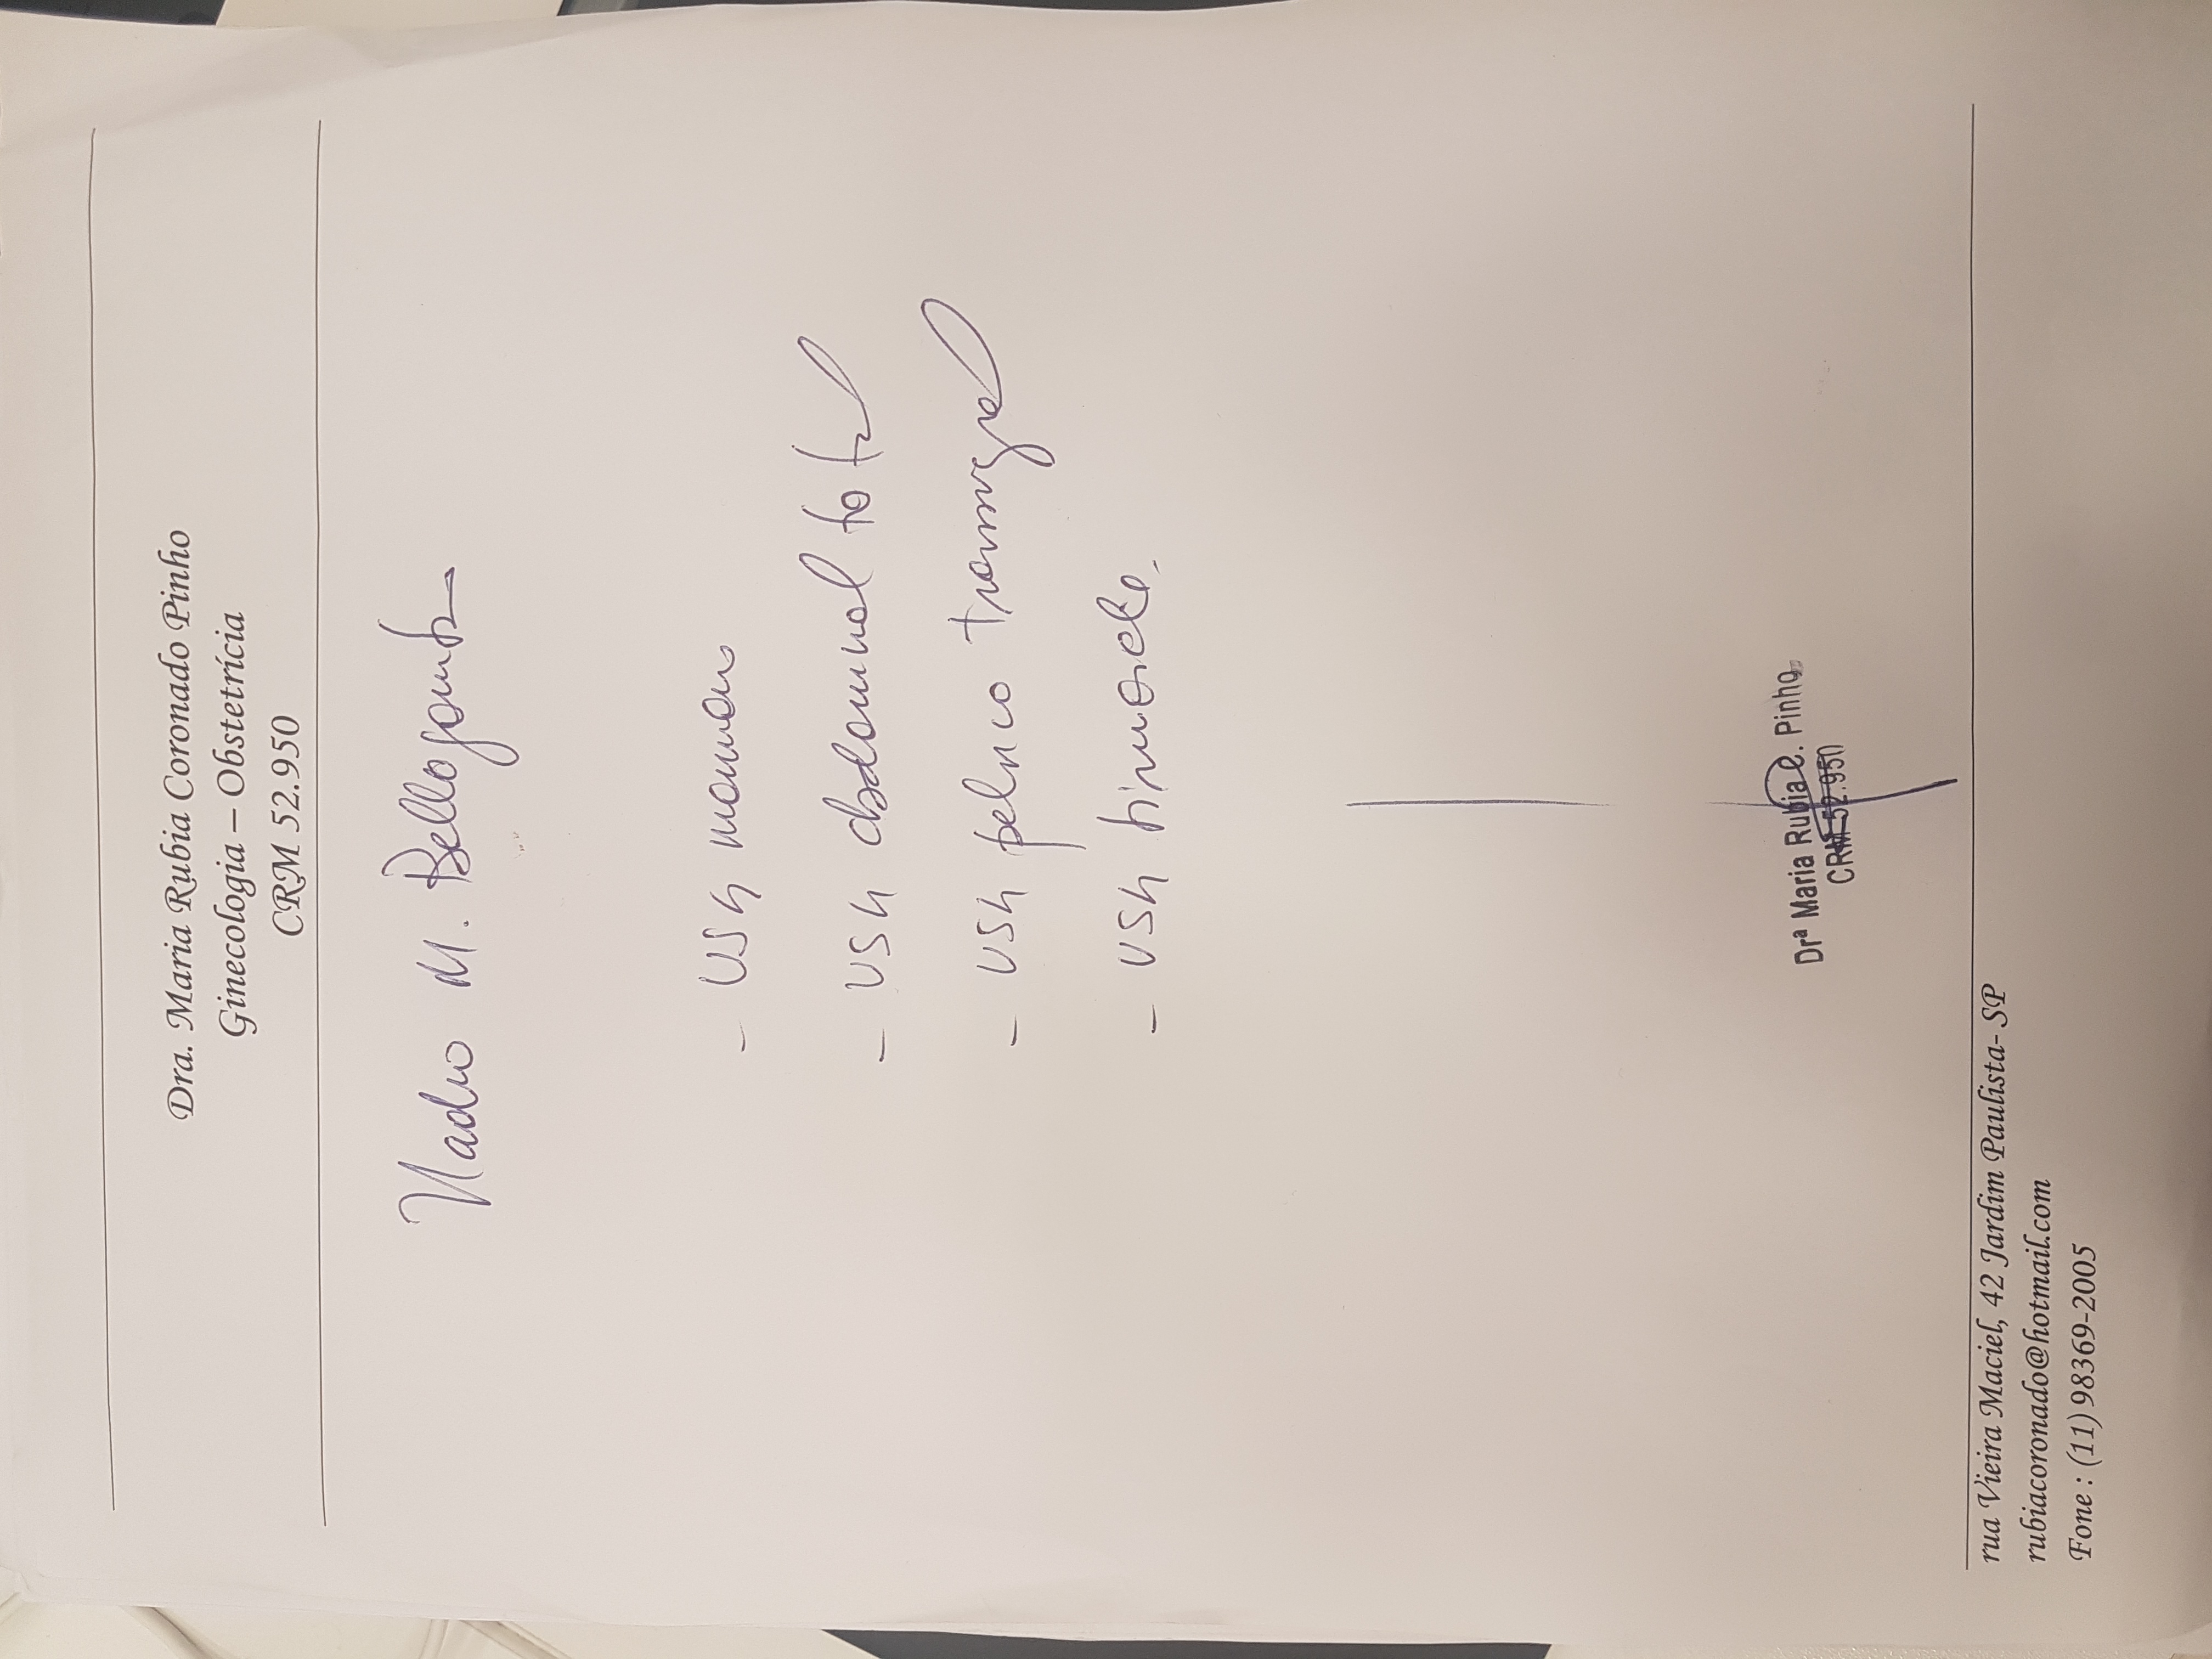 Dra. Maria Rubia Coronado Pinho
Ginecologia – Obstetrícia
CRM 52.950
M. Bellogamba
- USG mamas
- USG abdominal total
- USG pelvico transvaginal
- USG tireoide
Drª Maria Rubia C. Pinho
CRM 52.950
rua Vieira Maciel, 42 Jardim Paulista- SP
rubiacoronado@hotmail.com
Fone : (11) 98369-2005